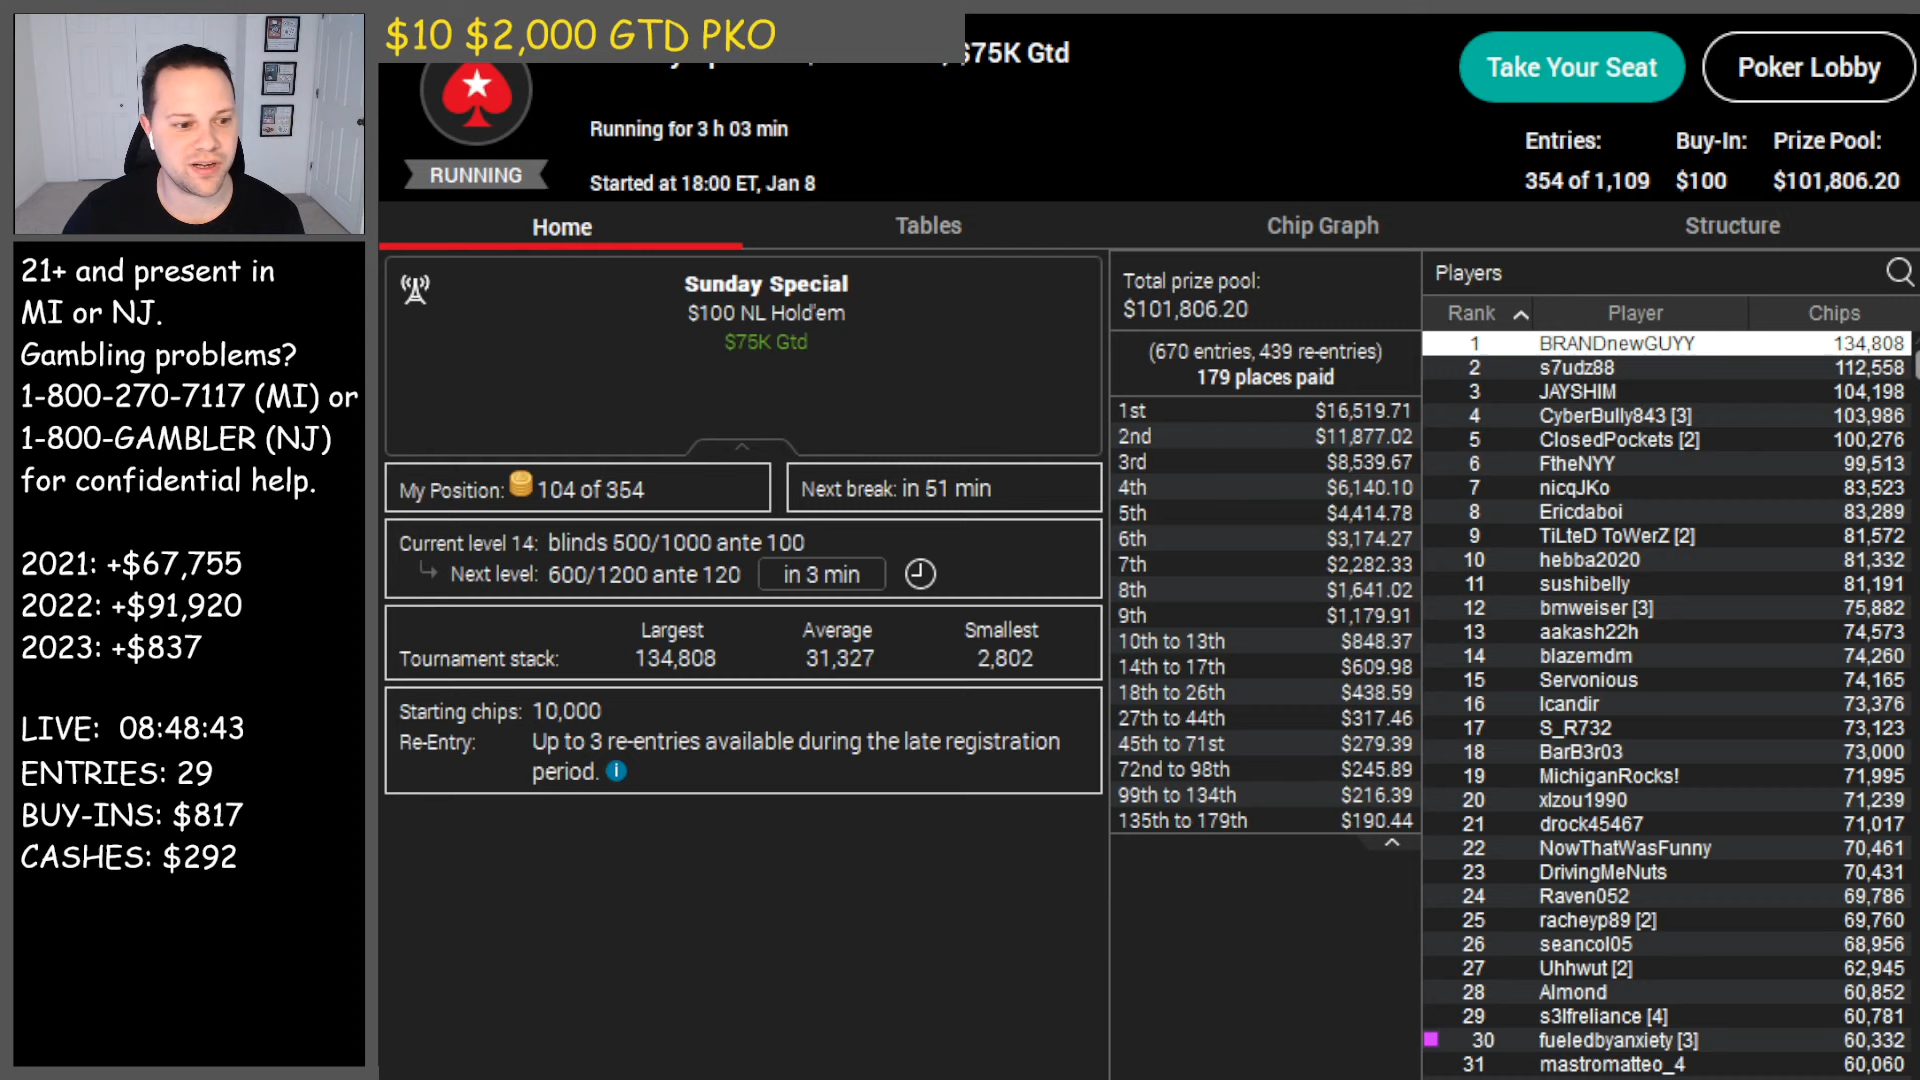 $10 $2,000 GTD PKO
$75K Gtd
Running for 3 h 03 min
Started at 18:00 ET, Jan 8
RUNNING
Take Your Seat
Poker Lobby
Entries: Buy-In: Prize Pool:
354 of 1,109 $100 $101,806.20
Home Tables Chip Graph Structure
21+ and present in
MI or NJ.
Gambling problems?
1-800-270-7117 (MI) or
1-800-GAMBLER (NJ)
for confidential help.
2021: +$67,755
2022: +$91,920
2023: +$837
LIVE: 08:48:43
ENTRIES: 29
BUY-INS: $817
CASHES: $292
Sunday Special
$100 NL Hold'em
$75K Gtd
My Position: 104 of 354
Next break: in 51 min
Current level 14: blinds 500/1000 ante 100
Next level: 600/1200 ante 120 in 3 min
Largest Average Smallest
Tournament stack: 134,808 31,327 2,802
Starting chips: 10,000
Re-Entry: Up to 3 re-entries available during the late registration
period. i
Total prize pool:
$101,806.20
(670 entries, 439 re-entries)
179 places paid
1st $16,519.71
2nd $11,877.02
3rd $8,539.67
4th $6,140.10
5th $4,414.78
6th $3,174.27
7th $2,282.33
8th $1,641.02
9th $1,179.91
10th to 13th $848.37
14th to 17th $609.98
18th to 26th $438.59
27th to 44th $317.46
45th to 71st $279.39
72nd to 98th $245.89
99th to 134th $216.39
135th to 179th $190.44
Players
Rank Player Chips
1 BRANDnewGUYY 134,808
2 s7udz88 112,558
3 JAYSHIM 104,198
4 CyberBully843 [3] 103,986
5 ClosedPockets [2] 100,276
6 FtheNYY 99,513
7 nicqJKo 83,523
8 Ericdaboi 83,289
9 TiLteD ToWerZ [2] 81,572
10 hebba2020 81,332
11 sushibelly 81,191
12 bmweiser [3] 75,882
13 aakash22h 74,573
14 blazemdm 74,260
15 Servonious 74,165
16 Icandir 73,376
17 S_R732 73,123
18 BarB3r03 73,000
19 MichiganRocks! 71,995
20 xlzou1990 71,239
21 drock45467 71,017
22 NowThatWasFunny 70,461
23 DrivingMeNuts 70,431
24 Raven052 69,786
25 racheyp89 [2] 69,760
26 seancol05 68,956
27 Uhhwut [2] 62,945
28 Almond 60,852
29 s3lfreliance [4] 60,781
30 fueledbyanxiety [3] 60,332
31 mastromatteo_4 60,060